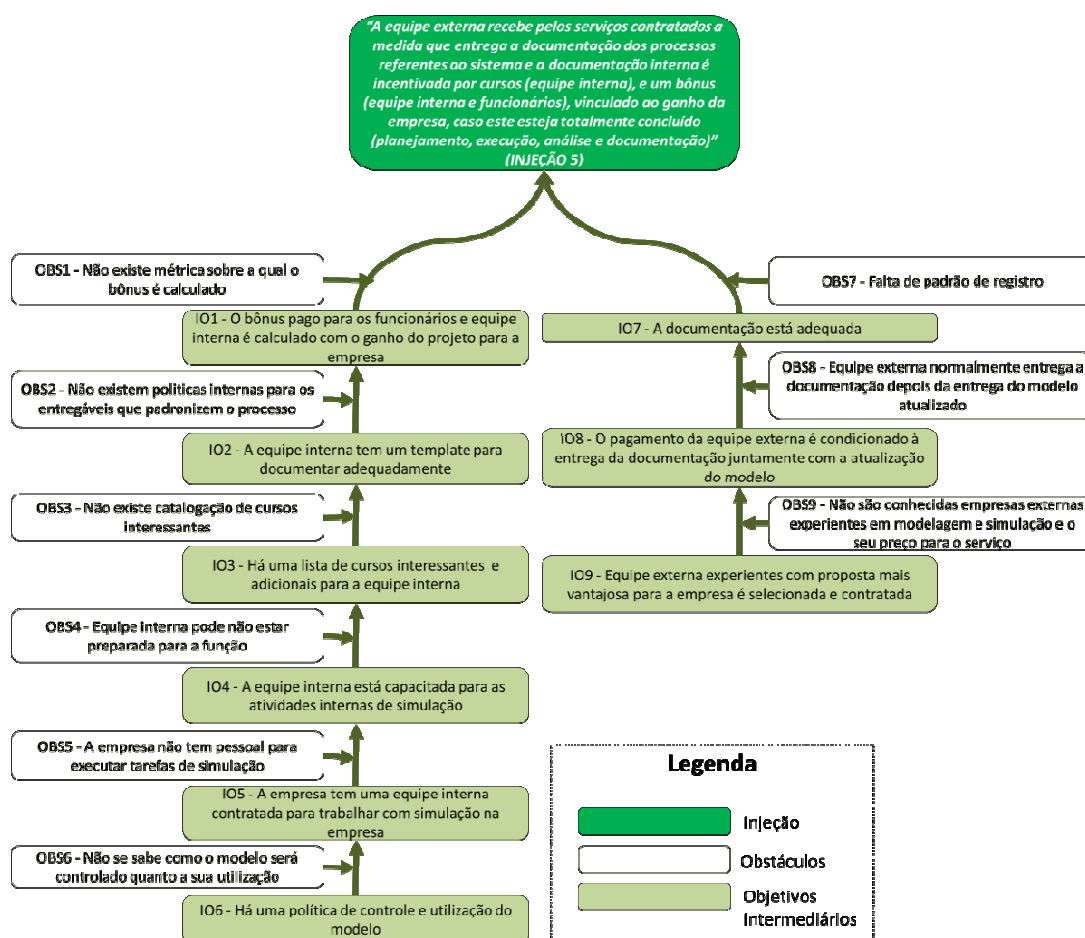 "A equipe externa recebe pelos serviços contratados a
medida que entrega a documentação dos processos
referentes ao sistema e a documentação interna é
incentivada por cursos (equipe interna), e um bônus
(equipe interna e funcionários), vinculado ao ganho da
empresa, caso este esteja totalmente concluído
(planejamento, execução, análise e documentação)"
(INJEÇÃO 5)
OBS1 - Não existe métrica sobre a qual o
bônus é calculado
IO1 - O bônus pago para os funcionários e equipe
interna é calculado com o ganho do projeto para a
empresa
OBS2 - Não existem politicas internas para os
entregáveis que padronizem o processo
IO2 - A equipe interna tem um template para
documentar adequadamente
OBS3 - Não existe catalogação de cursos
interessantes
IO3 - Há uma lista de cursos interessantes e
adicionais para a equipe interna
OBS4 - Equipe interna pode não estar
preparada para a função
IO4 - A equipe interna está capacitada para as
atividades internas de simulação
OBS5 - A empresa não tem pessoal para
executar tarefas de simulação
IO5 - A empresa tem uma equipe interna
contratada para trabalhar com simulação na
empresa
OBS6 - Não se sabe como o modelo será
controlado quanto a sua utilização
IO6 - Há uma política de controle e utilização do
modelo
OBS7 - Falta de padrão de registro
IO7 - A documentação está adequada
OBS8 - Equipe externa normalmente entrega a
documentação depois da entrega do modelo
atualizado
IO8 - O pagamento da equipe externa é condicionado à
entrega da documentação juntamente com a atualização
do modelo
OBS9 - Não são conhecidas empresas externas
experientes em modelagem e simulação e o
seu preço para o serviço
IO9 - Equipe externa experientes com proposta mais
vantajosa para a empresa é selecionada e contratada
Legenda
Injeção
Obstáculos
Objetivos
Intermediários